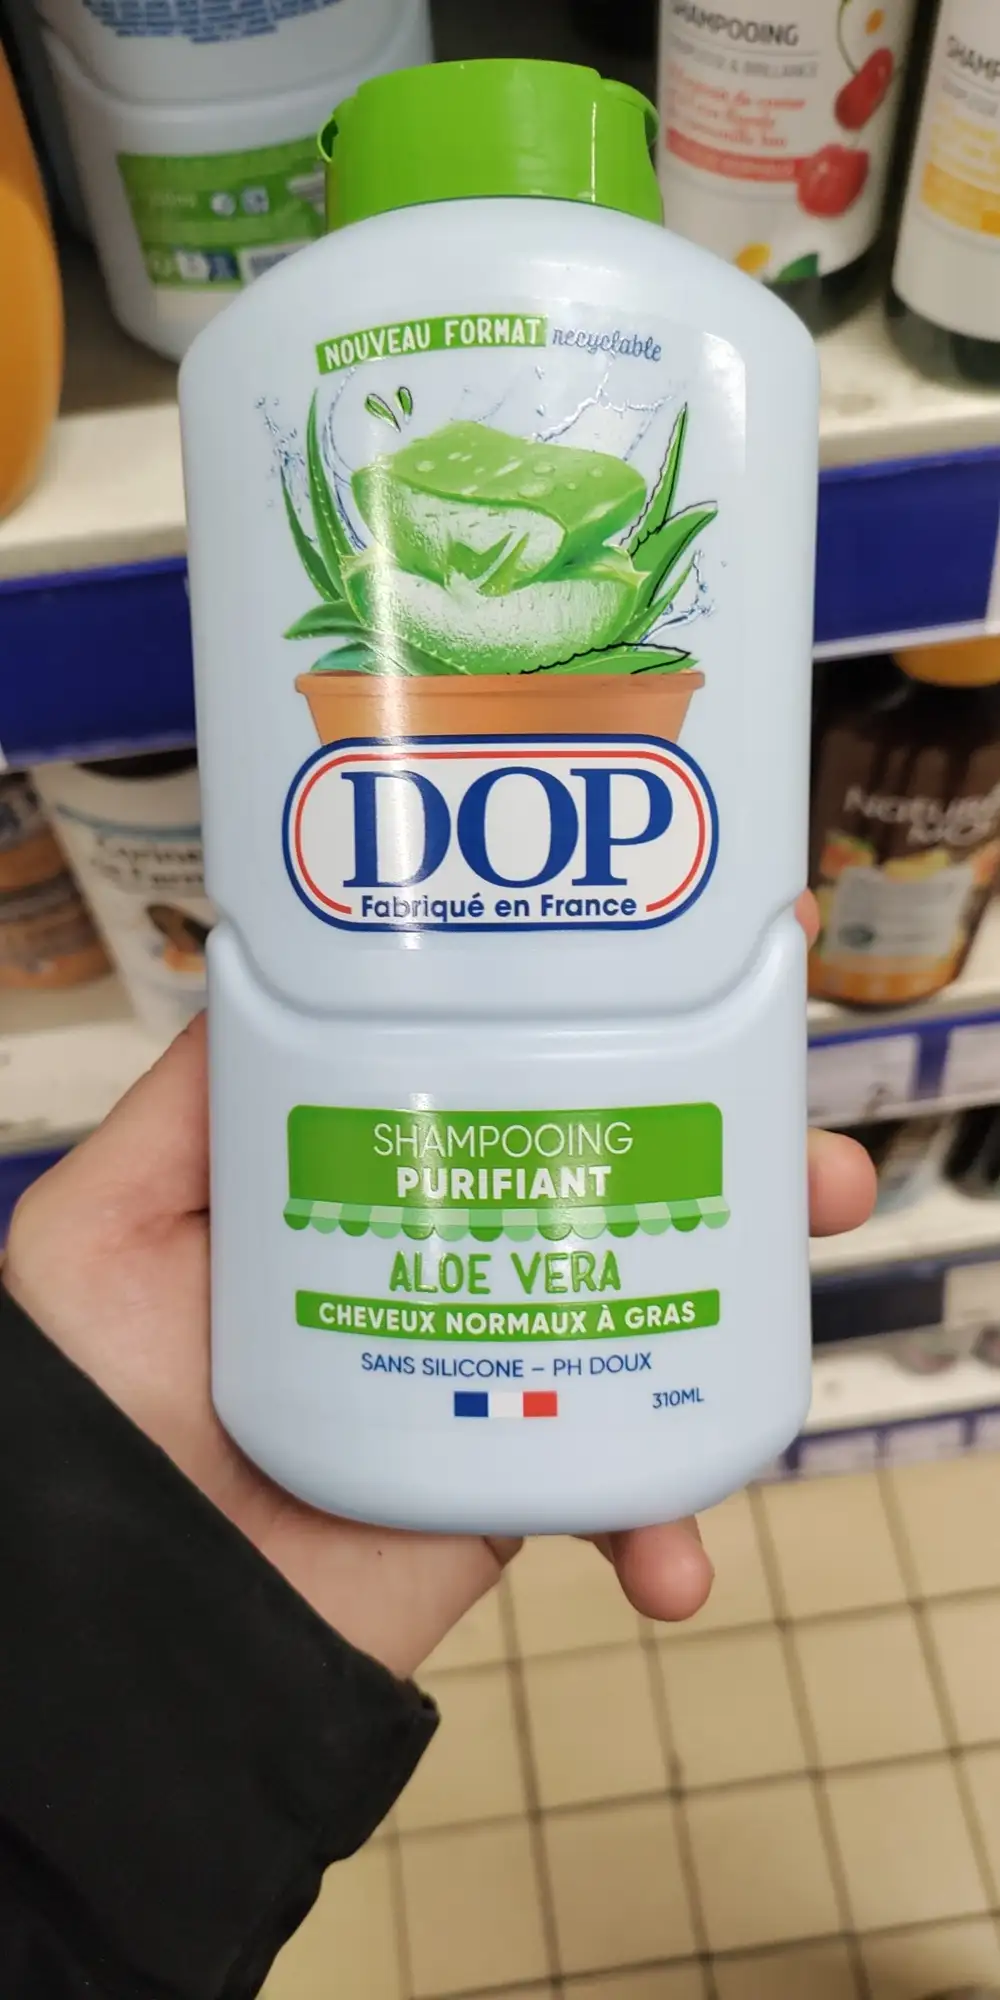 NOUVEAU FORMAT recyclable
DOP
Fabriqué en France
SHAMPOOING
PURIFIANT
ALOE VERA
CHEVEUX NORMAUX À GRAS
SANS SILICONE – PH DOUX
310ML
SHAMPOOING